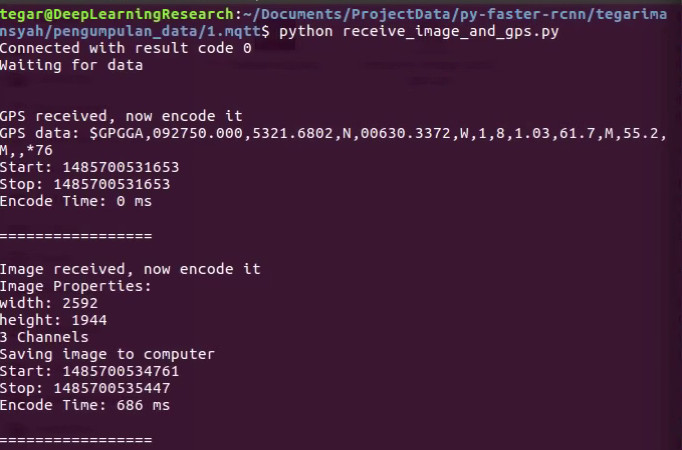 tegar@DeepLearningResearch:~/Documents/ProjectData/py-faster-rcnn/tegarima
nsyah/pengumpulan_data/1.mqtt$ python receive_image_and_gps.py
Connected with result code 0
Waiting for data
GPS received, now encode it
GPS data: $GPGGA,092750.000,5321.6802,N,00630.3372,W,1,8,1.03,61.7,M,55.2,
M,,*76
Start: 1485700531653
Stop: 1485700531653
Encode Time: 0 ms
=================
Image received, now encode it
Image Properties:
width: 2592
height: 1944
3 Channels
Saving image to computer
Start: 1485700534761
Stop: 1485700535447
Encode Time: 686 ms
=================